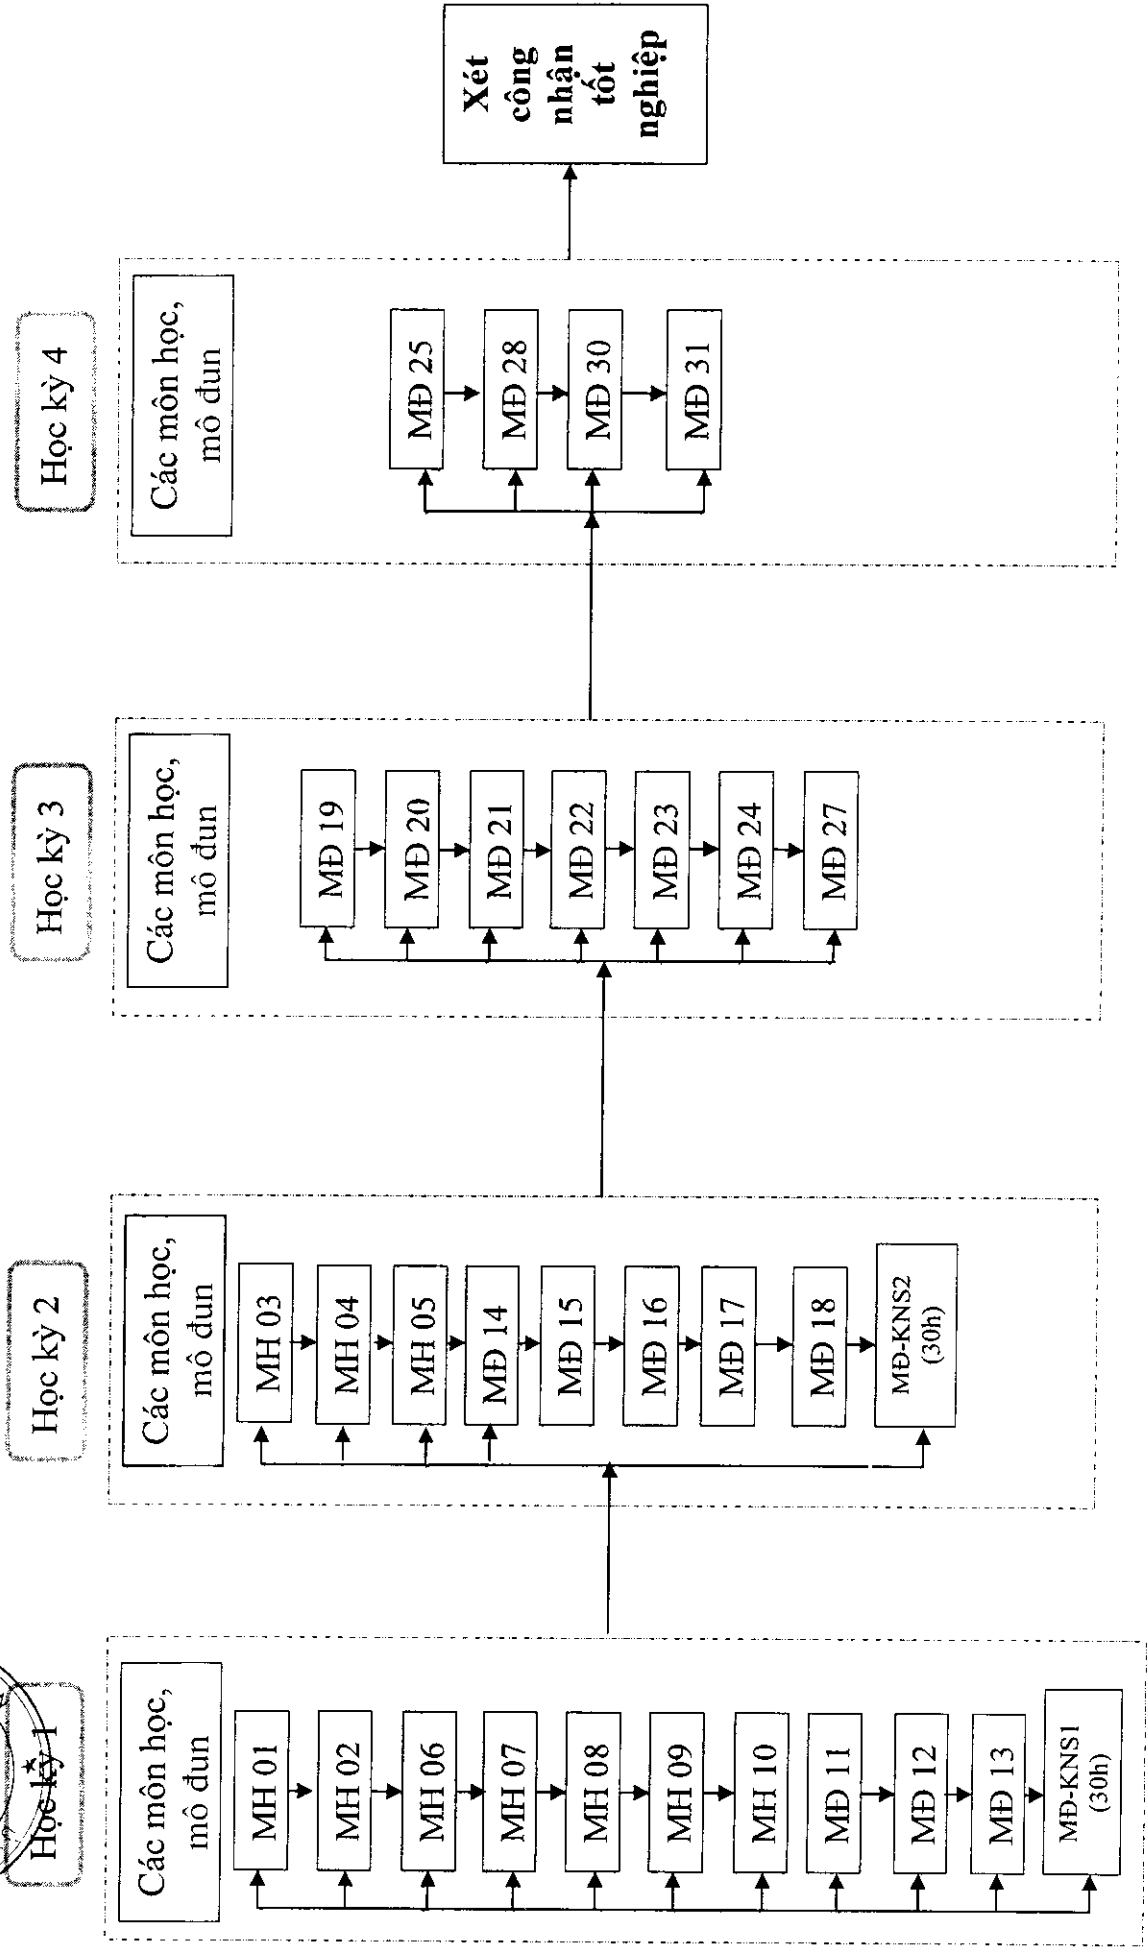 Học kỳ 1
Các môn học,
mô đun
MH 01
MH 02
MH 06
MH 07
MH 08
MH 09
MH 10
MĐ 11
MĐ 12
MĐ 13
MĐ-KNS1
(30h)
Học kỳ 2
Các môn học,
mô đun
MH 03
MH 04
MH 05
MĐ 14
MĐ 15
MĐ 16
MĐ 17
MĐ 18
MĐ-KNS2
(30h)
Học kỳ 3
Các môn học,
mô đun
MĐ 19
MĐ 20
MĐ 21
MĐ 22
MĐ 23
MĐ 24
MĐ 27
Học kỳ 4
Các môn học,
mô đun
MĐ 25
MĐ 28
MĐ 30
MĐ 31
Xét
công
nhận
tốt
nghiệp